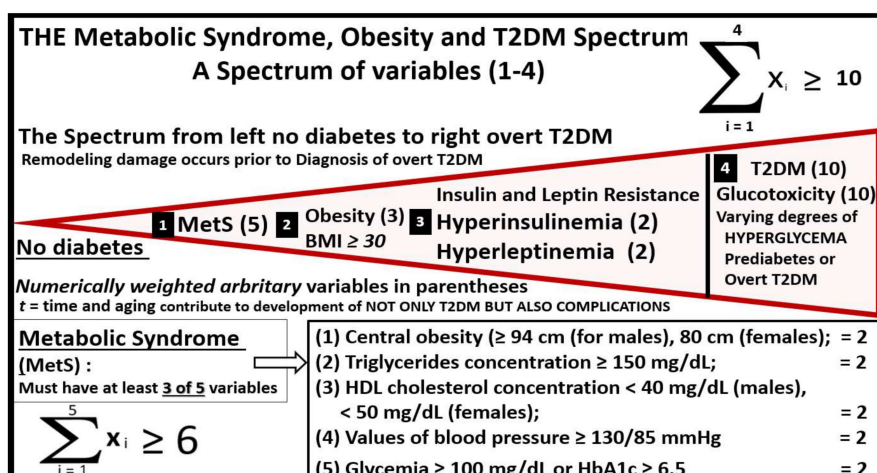 THE Metabolic Syndrome, Obesity and T2DM Spectrum
A Spectrum of variables (1-4)
4
∑ Xi ≥ 10
i = 1
The Spectrum from left no diabetes to right overt T2DM
Remodeling damage occurs prior to Diagnosis of overt T2DM
No diabetes
1 MetS (5)
2 Obesity (3)
BMI ≥ 30
Insulin and Leptin Resistance
3 Hyperinsulinemia (2)
Hyperleptinemia (2)
4 T2DM (10)
Glucotoxicity (10)
Varying degrees of
HYPERGLYCEMA
Prediabetes or
Overt T2DM
Numerically weighted arbritary variables in parentheses
t = time and aging contribute to development of NOT ONLY T2DM BUT ALSO COMPLICATIONS
Metabolic Syndrome
(MetS) :
Must have at least 3 of 5 variables
5
∑ xi ≥ 6
i = 1
(1) Central obesity (≥ 94 cm (for males), 80 cm (females); = 2
(2) Triglycerides concentration ≥ 150 mg/dL; = 2
(3) HDL cholesterol concentration < 40 mg/dL (males),
< 50 mg/dL (females); = 2
(4) Values of blood pressure ≥ 130/85 mmHg = 2
(5) Glycemia ≥ 100 mg/dL or HbA1c ≥ 6.5 = 2